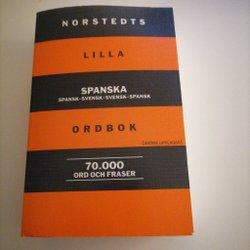 NORSTEDTS
LILLA
SPANSKA
SPANSK-SVENSK/SVENSK-SPANSK
ORDBOK
70.000
ORD OCH FRASER